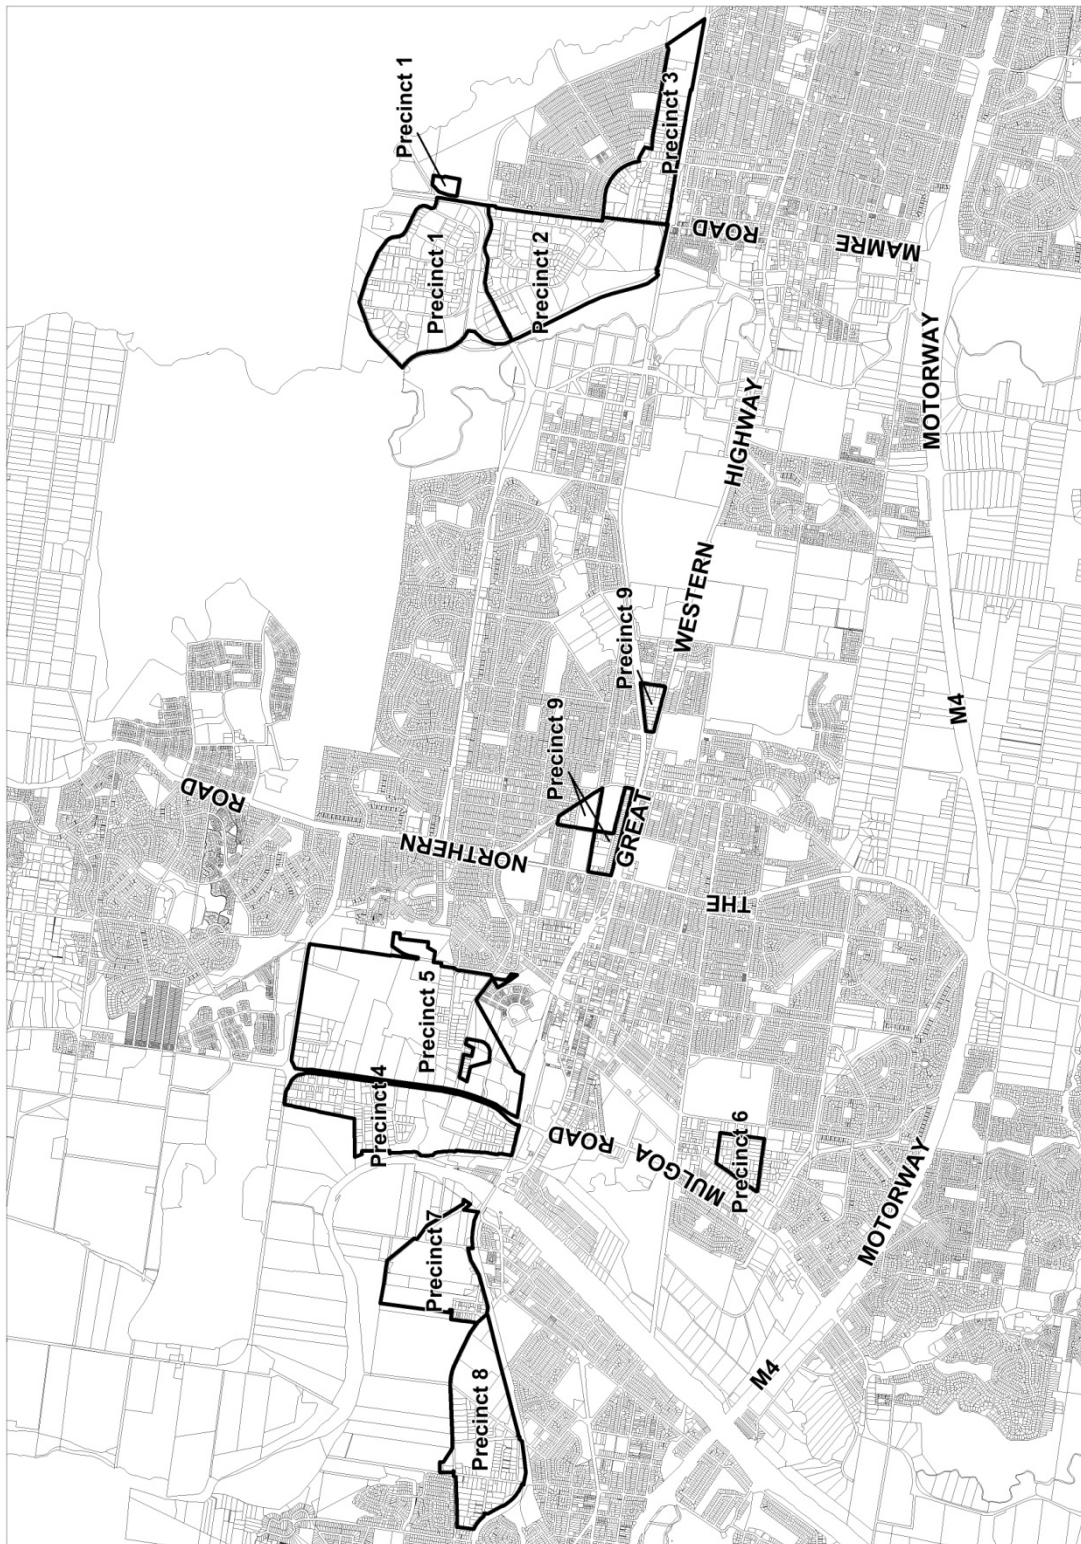 Precinct 1
Precinct 1
Precinct 2
Precinct 3
ROAD
MAMRE
MOTORWAY
HIGHWAY
WESTERN
Precinct 9
Precinct 9
GREAT
M4
ROAD
NORTHERN
THE
Precinct 5
Precinct 4
ROAD
MULGOA
Precinct 6
MOTORWAY
M4
Precinct 7
Precinct 8